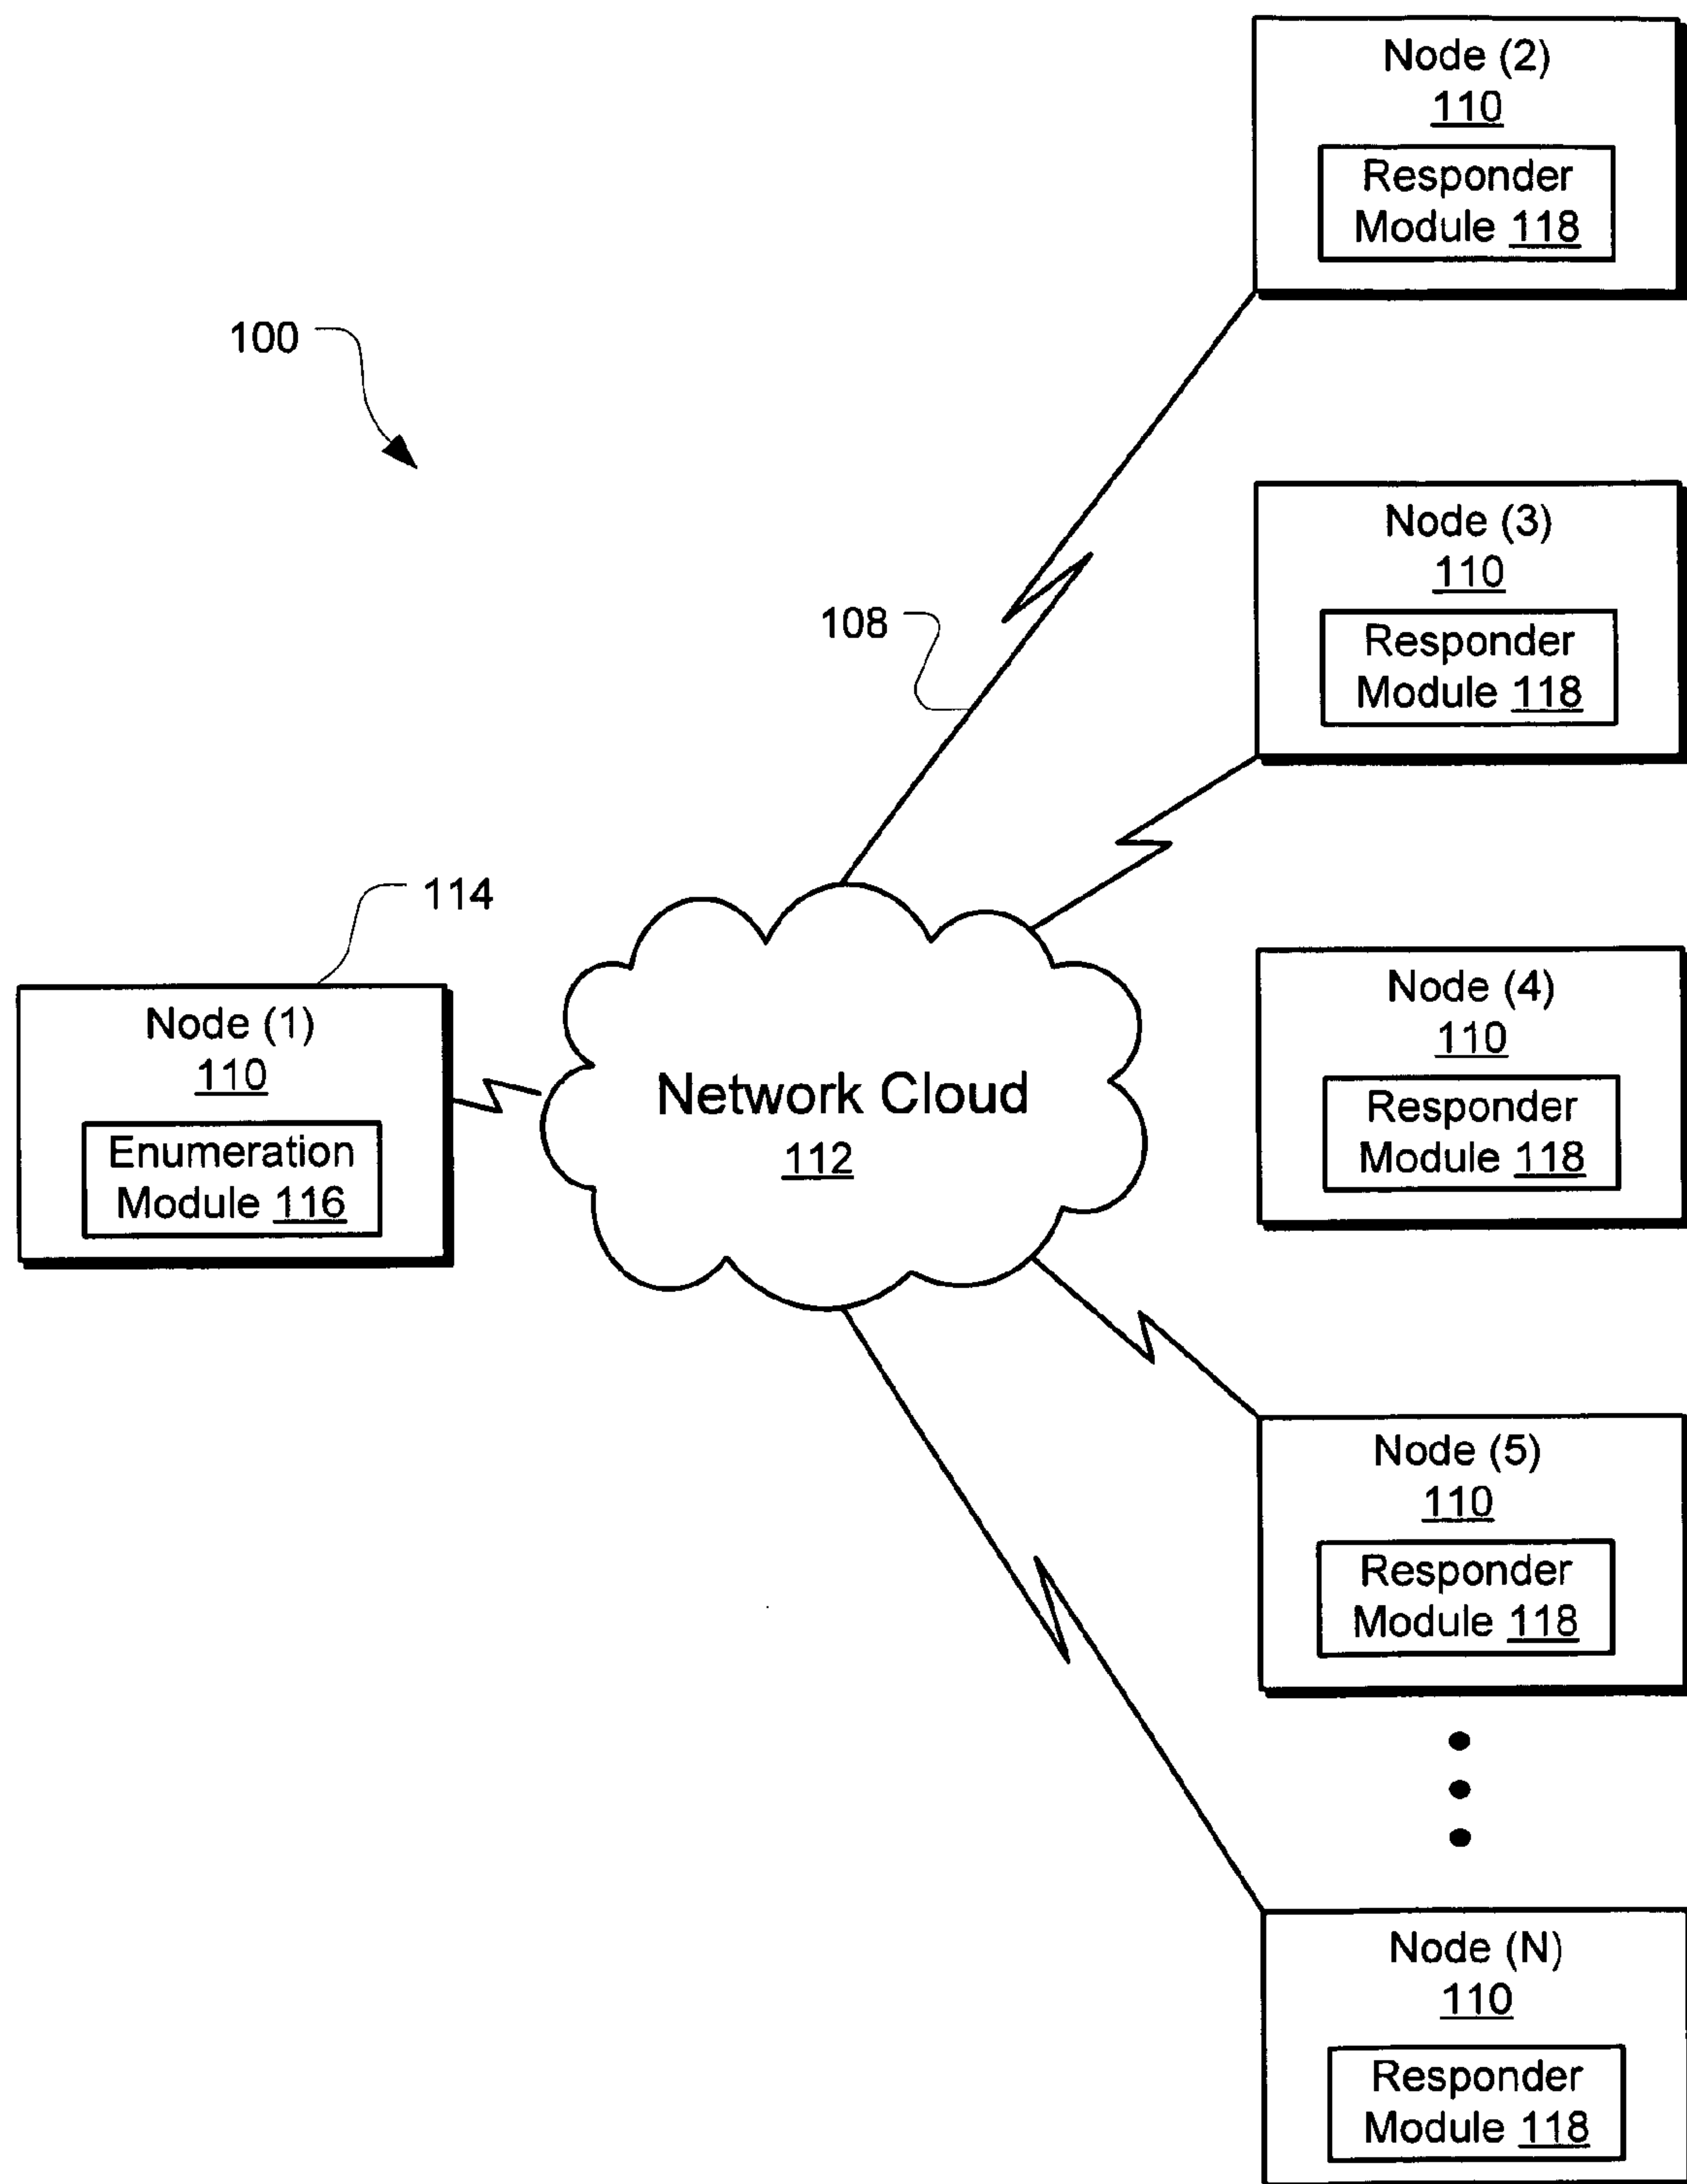 Node (2)
110
Responder
Module 118
100
Node (3)
110
108
Responder
Module 118
114
Node (4)
110
Node (1)
110
Network Cloud
112
Responder
Module 118
Enumeration
Module 116
Node (5)
110
Responder
Module 118
Node (N)
110
Responder
Module 118